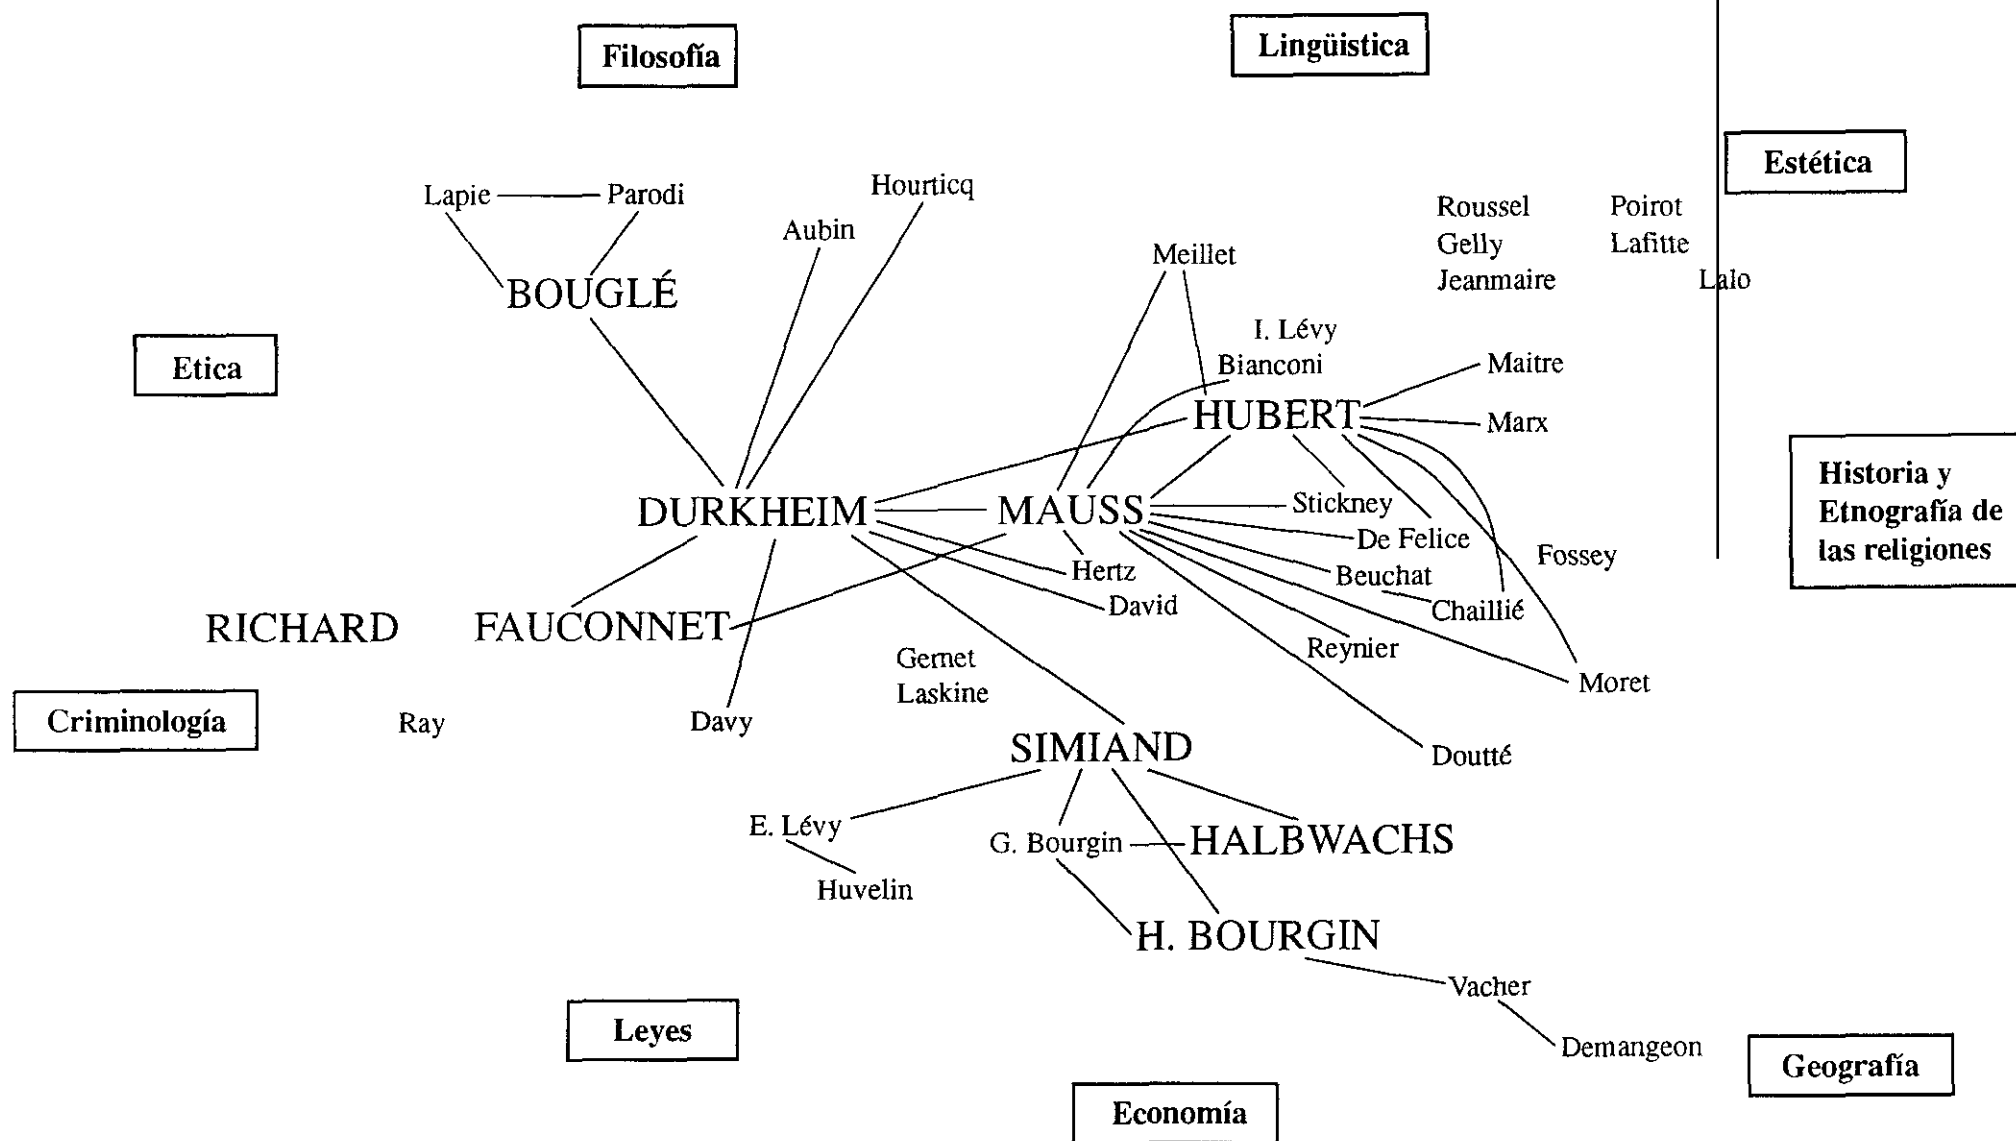 Filosofía
Lingüistica
Estética
Lapie
Parodi
Hourticq
Aubin
Meillet
Roussel
Poirot
Gelly
Lafitte
Jeanmaire
Lalo
BOUGLÉ
I. Lévy
Bianconi
Maitre
Etica
HUBERT
Marx
Historia y
Etnografía de
las religiones
DURKHEIM
MAUSS
Stickney
De Felice
Fossey
Hertz
Beuchat
David
Chaillié
RICHARD
FAUCONNET
Reynier
Gernet
Laskine
Moret
Criminología
Ray
Davy
SIMIAND
Doutté
E. Lévy
G. Bourgin
HALBWACHS
Huvelin
H. BOURGIN
Vacher
Leyes
Demangeon
Geografía
Economía